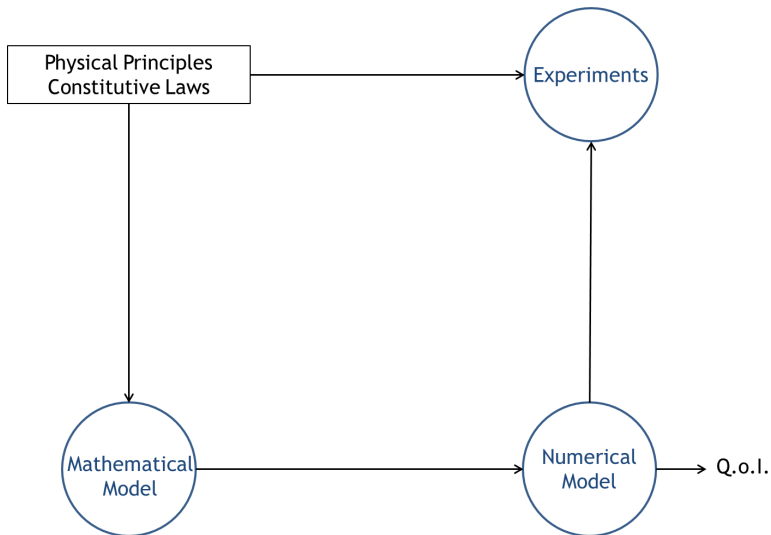 Physical Principles
Constitutive Laws
Experiments
Mathematical
Model
Numerical
Model
Q.o.I.